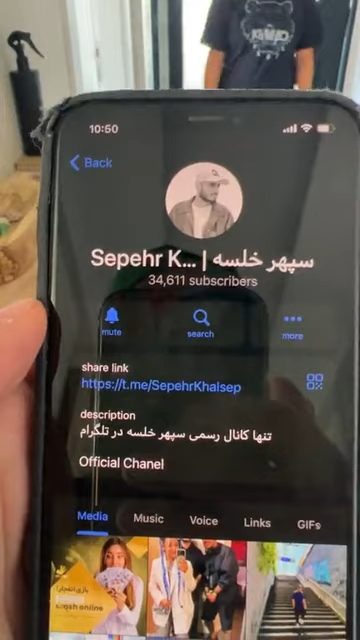 10:50
Back
Sepehr K... | سپهر خلسه
34,611 subscribers
mute
search
more
share link
https://t.me/SepehrKhalsep
description
تنها کانال رسمی سپهر خلسه در تلگرام
Official Chanel
Media Music Voice Links GIFs